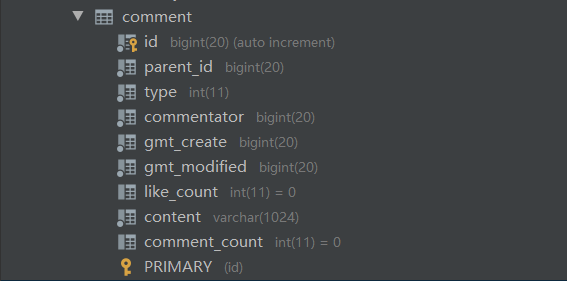 comment
id bigint(20) (auto increment)
parent_id bigint(20)
type int(11)
commentator bigint(20)
gmt_create bigint(20)
gmt_modified bigint(20)
like_count int(11) = 0
content varchar(1024)
comment_count int(11) = 0
PRIMARY (id)